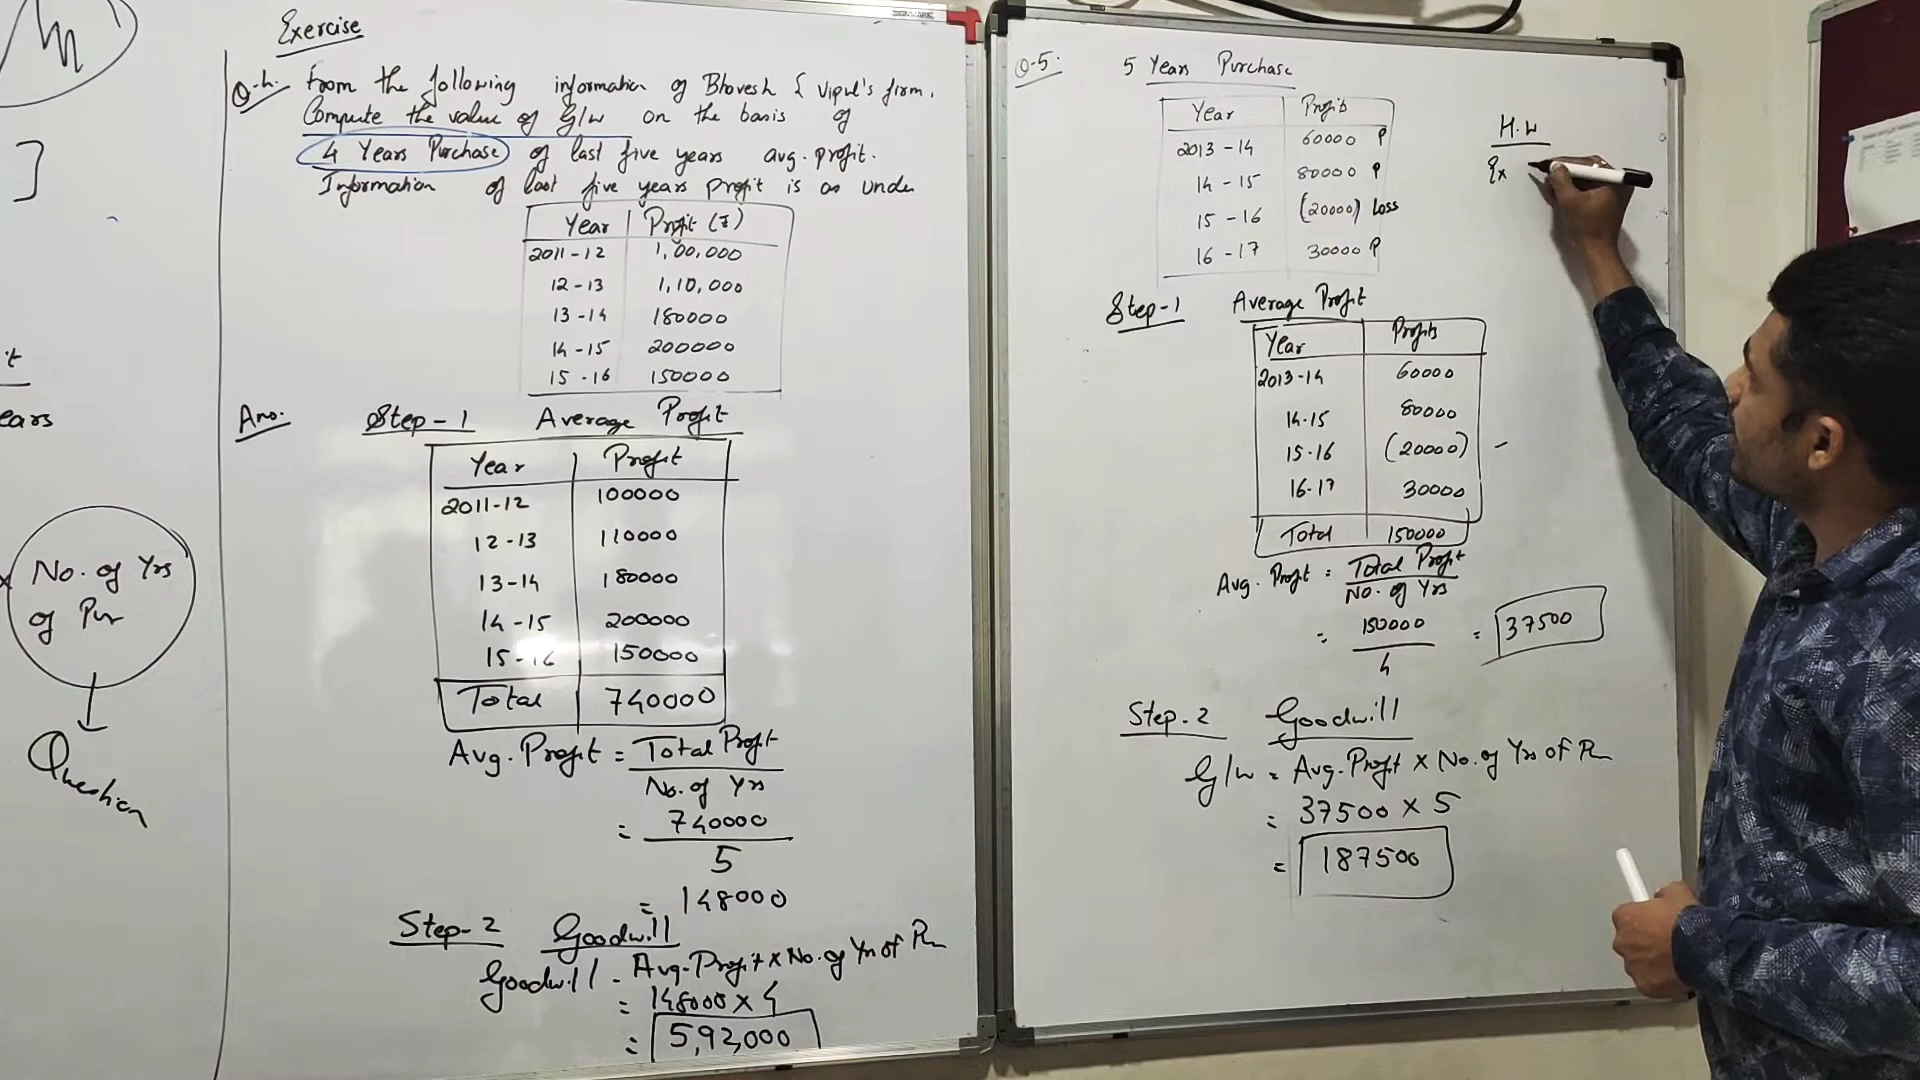 it
ears
No. of Yrs
of Pur
Question
Exercise
Q-4. From the following information of Bhavesh & Vipul's firm.
Compute the value of G/w on the basis of
4 Years Purchase of last five years avg. profit.
Information of last five years profit is as under
Year Profit (₹)
2011-12 1,00,000
12-13 1,10,000
13-14 180000
14-15 200000
15-16 150000
Ans. Step-1 Average Profit
Year Profit
2011-12 100000
12-13 110000
13-14 180000
14-15 200000
15-16 150000
Total 740000
Avg. Profit = Total Profit
No. of Yrs
= 740000
5
= 148000
Step-2 Goodwill
Goodwill = Avg. Profit x No. of Yrs of Pur
= 148000 x 4
= 5,92,000
Q-5. 5 Years Purchase
Year Profit
2013-14 60000 P
14-15 80000 P
15-16 (20000) Loss
16-17 30000 P
Step-1 Average Profit
Year Profits
2013-14 60000
14-15 80000
15-16 (20000) -
16-17 30000
Total 150000
Avg. Profit = Total Profit
No. of Yrs
= 150000
4
= 37500
Step-2 Goodwill
G/w = Avg. Profit x No. of Yrs of Pur
= 37500 x 5
= 187500
H.W
Ex